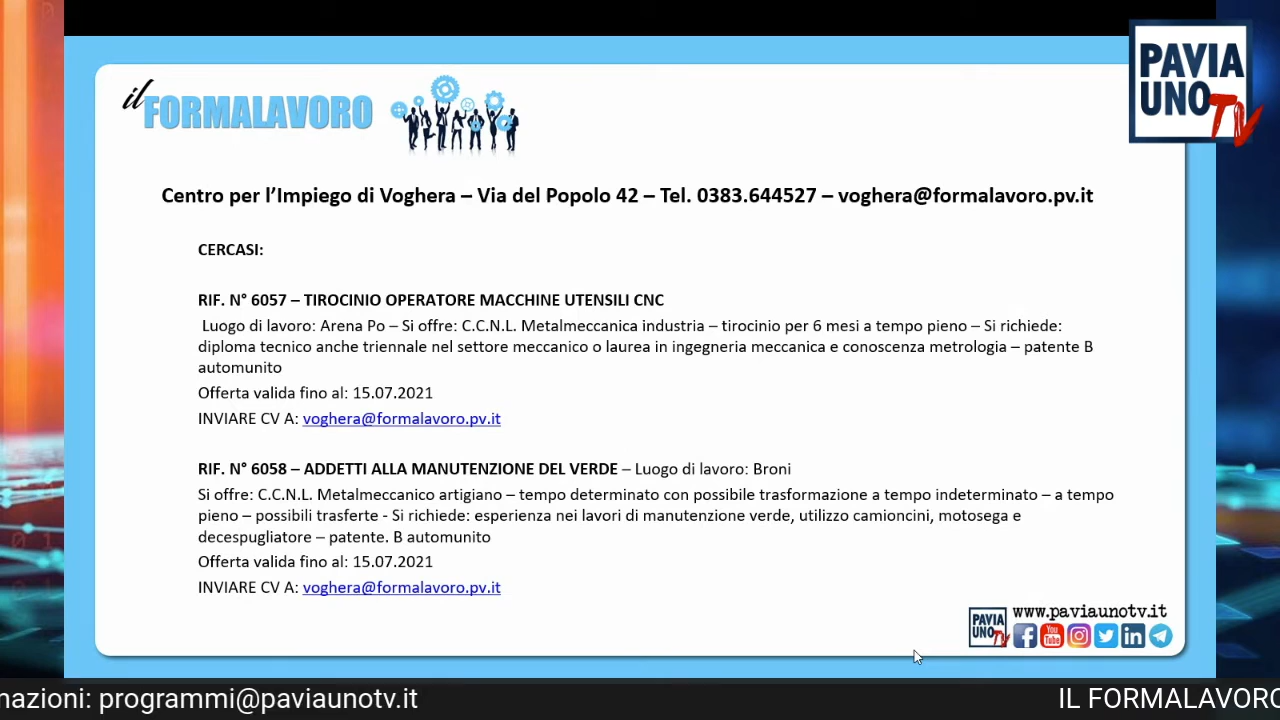 il FORMALAVORO
PAVIA
UNO TV
Centro per l’Impiego di Voghera – Via del Popolo 42 – Tel. 0383.644527 – voghera@formalavoro.pv.it
CERCASI:
RIF. N° 6057 – TIROCINIO OPERATORE MACCHINE UTENSILI CNC
Luogo di lavoro: Arena Po – Si offre: C.C.N.L. Metalmeccanica industria – tirocinio per 6 mesi a tempo pieno – Si richiede:
diploma tecnico anche triennale nel settore meccanico o laurea in ingegneria meccanica e conoscenza metrologia – patente B
automunito
Offerta valida fino al: 15.07.2021
INVIARE CV A: voghera@formalavoro.pv.it
RIF. N° 6058 – ADDETTI ALLA MANUTENZIONE DEL VERDE – Luogo di lavoro: Broni
Si offre: C.C.N.L. Metalmeccanico artigiano – tempo determinato con possibile trasformazione a tempo indeterminato – a tempo
pieno – possibili trasferte - Si richiede: esperienza nei lavori di manutenzione verde, utilizzo camioncini, motosega e
decespugliatore – patente. B automunito
Offerta valida fino al: 15.07.2021
INVIARE CV A: voghera@formalavoro.pv.it
www.paviaunotv.it
PAVIA
UNO TV
You Tube
mazioni: programmi@paviaunotv.it
IL FORMALAVORO